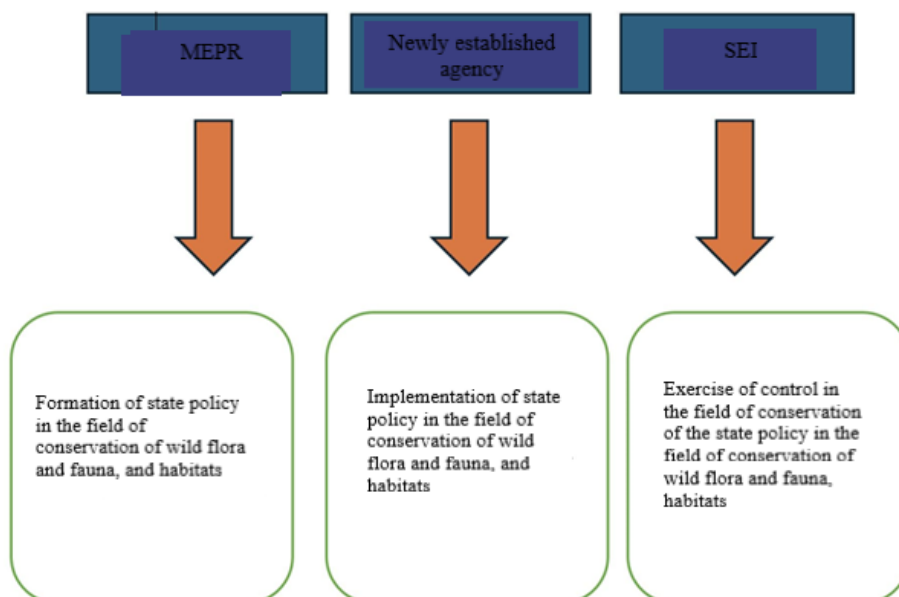 MEPR
Newly established
agency
SEI
Formation of state policy
in the field of
conservation of wild flora
and fauna, and habitats
Implementation of state
policy in the field of
conservation of wild
flora and fauna, and
habitats
Exercise of control in
the field of conservation
of the state policy in the
field of conservation of
wild flora and fauna,
habitats